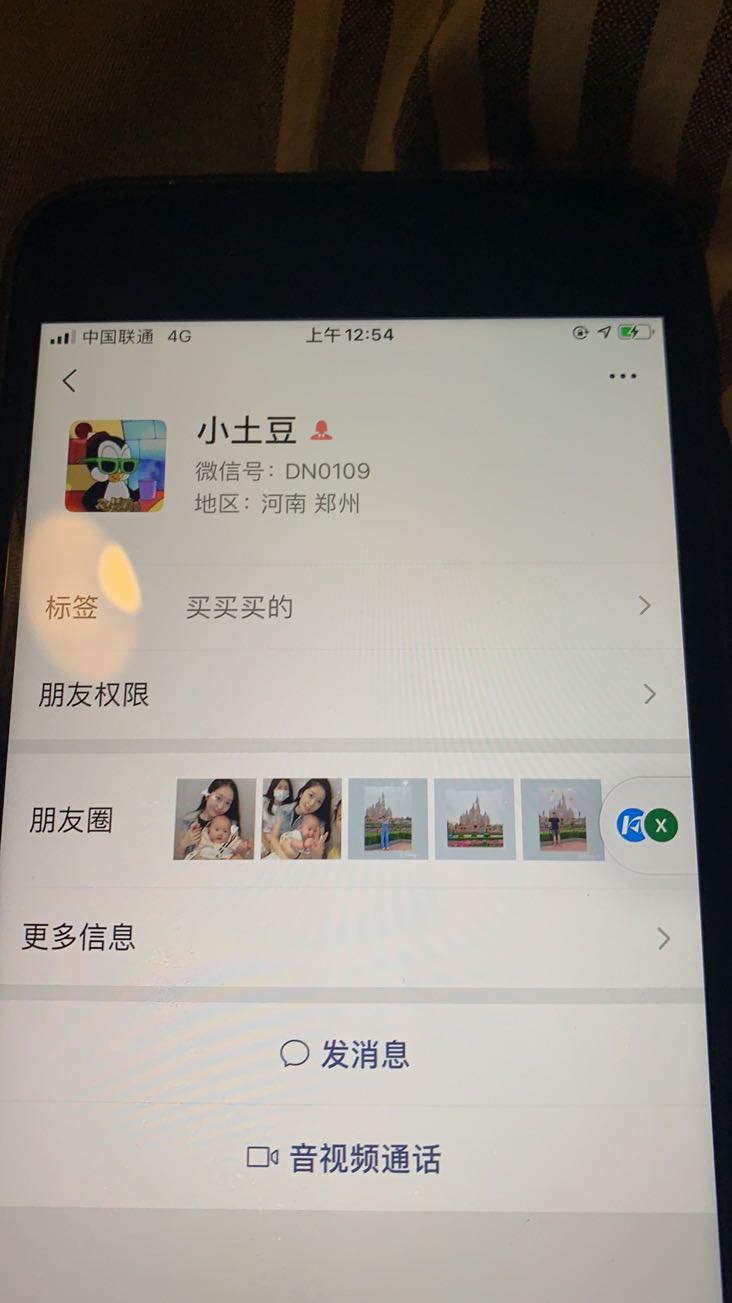 中国联通 4G 上午12:54
小土豆
微信号：DN0109
地区：河南 郑州
标签 买买买的
朋友权限
朋友圈
X
更多信息
发消息
音视频通话